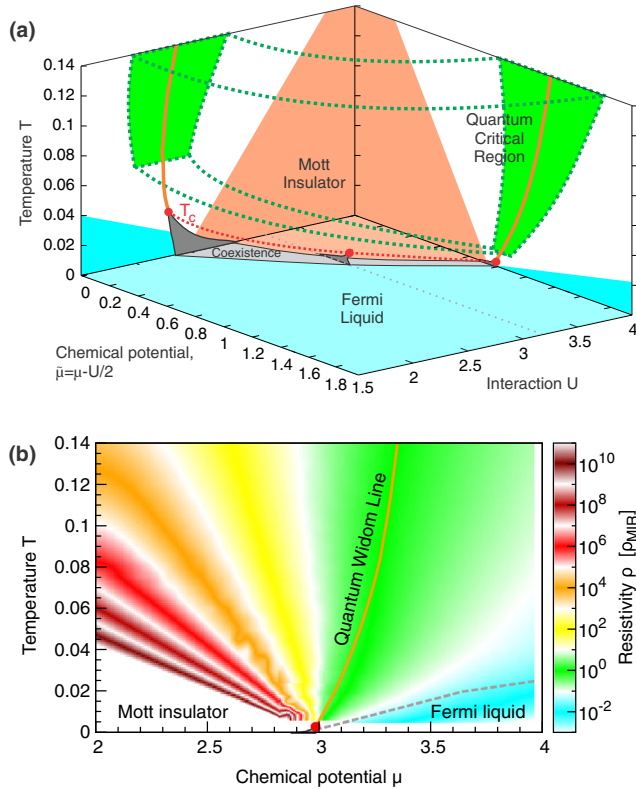 (a)
0.14
0.12
0.1
0.08
0.06
0.04
0.02
0
Temperature T
Mott
Insulator
Quantum
Critical
Region
Tc
Coexistence
Fermi
Liquid
0
0.2
0.4
0.6
0.8
1
1.2
1.4
1.6
1.8
1.5
2
2.5
3
3.5
4
Chemical potential,
μ̄=μ-U/2
Interaction U
(b)
0.14
0.12
0.1
0.08
0.06
0.04
0.02
0
Temperature T
Quantum Widom Line
Mott insulator
Fermi liquid
2
2.5
3
3.5
4
Chemical potential μ
10^10
10^8
10^6
10^4
10^2
10^0
10^-2
Resistivity ρ [ρMIR]